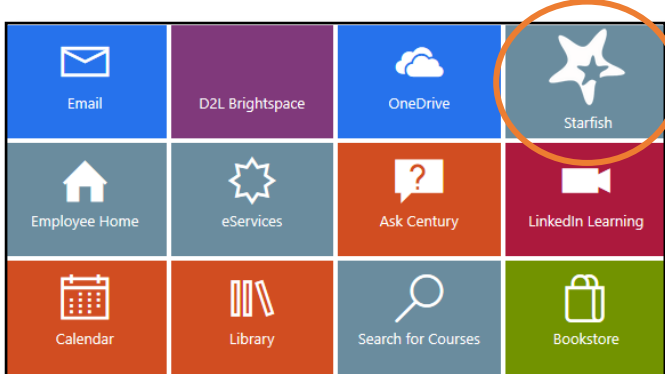 Email
D2L Brightspace
OneDrive
Starfish
Employee Home
eServices
?
Ask Century
LinkedIn Learning
Calendar
Library
Search for Courses
Bookstore